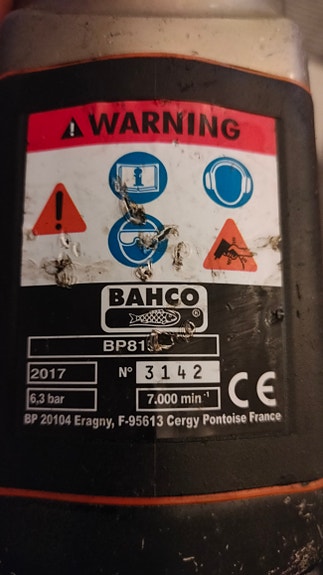 WARNING
BAHCO
®
BP81
2017 N° 3142
6,3 bar 7.000 min⁻¹ CE
BP 20104 Eragny, F-95613 Cergy Pontoise France